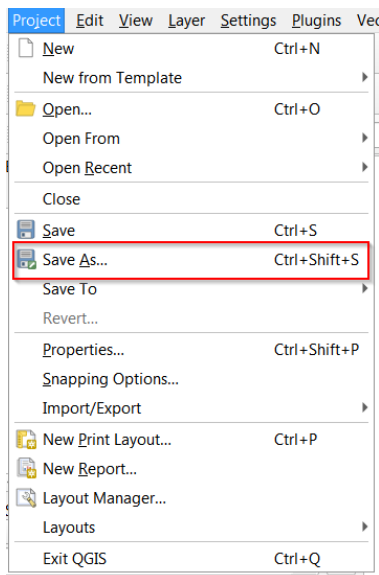 Project Edit View Layer Settings Plugins Vec
New Ctrl+N
New from Template
Open... Ctrl+O
Open From
Open Recent
Close
Save Ctrl+S
Save As... Ctrl+Shift+S
Save To
Revert...
Properties... Ctrl+Shift+P
Snapping Options...
Import/Export
New Print Layout... Ctrl+P
New Report...
Layout Manager...
Layouts
Exit QGIS Ctrl+Q